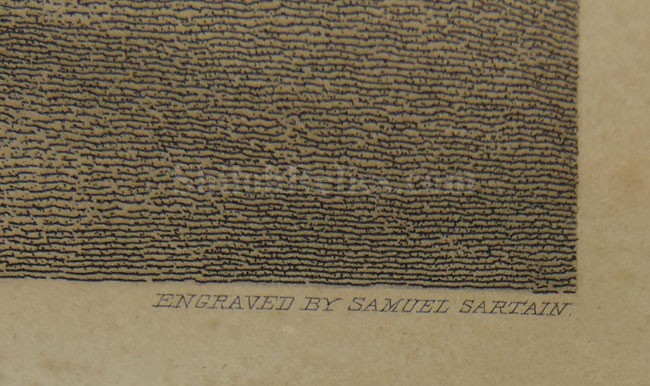 ENGRAVED BY SAMUEL SARTAIN.